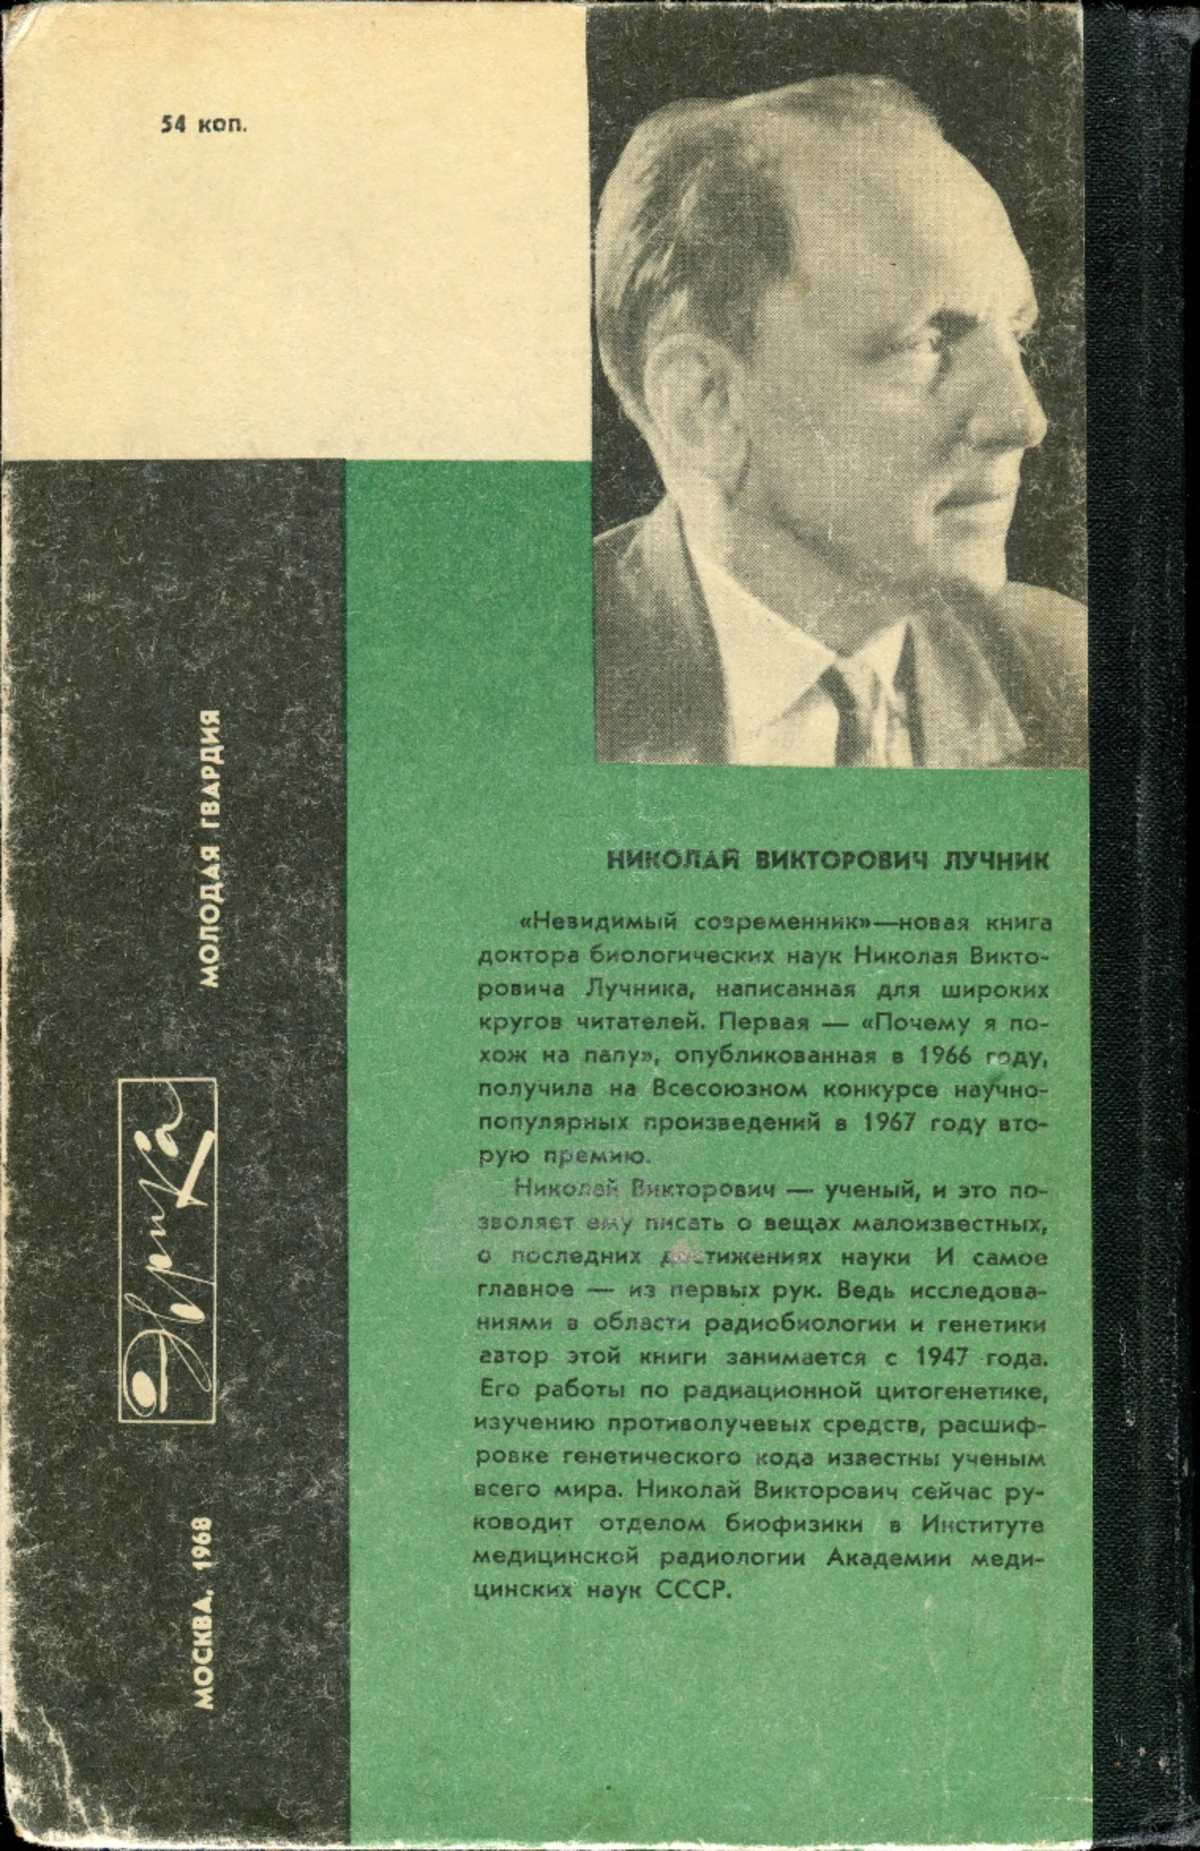 54 коп.
НИКОЛАЙ ВИКТОРОВИЧ ЛУЧНИК
«Невидимый современник»—новая книга
доктора биологических наук Николая Викто-
ровича Лучника, написанная для широких
кругов читателей. Первая — «Почему я по-
хож на папу», опубликованная в 1966 году,
получила на Всесоюзном конкурсе научно-
популярных произведений в 1967 году вто-
рую премию.
Николай Викторович — ученый, и это по-
зволяет ему писать о вещах малоизвестных,
о последних достижениях науки И самое
главное — из первых рук. Ведь исследова-
ниями в области радиобиологии и генетики
автор этой книги занимается с 1947 года.
Его работы по радиационной цитогенетике,
изучению противолучевых средств, расшиф-
ровке генетического кода известны ученым
всего мира. Николай Викторович сейчас ру-
ководит отделом биофизики в Институте
медицинской радиологии Академии меди-
цинских наук СССР.
МОСКВА. 1968
Эврика
МОЛОДАЯ ГВАРДИЯ